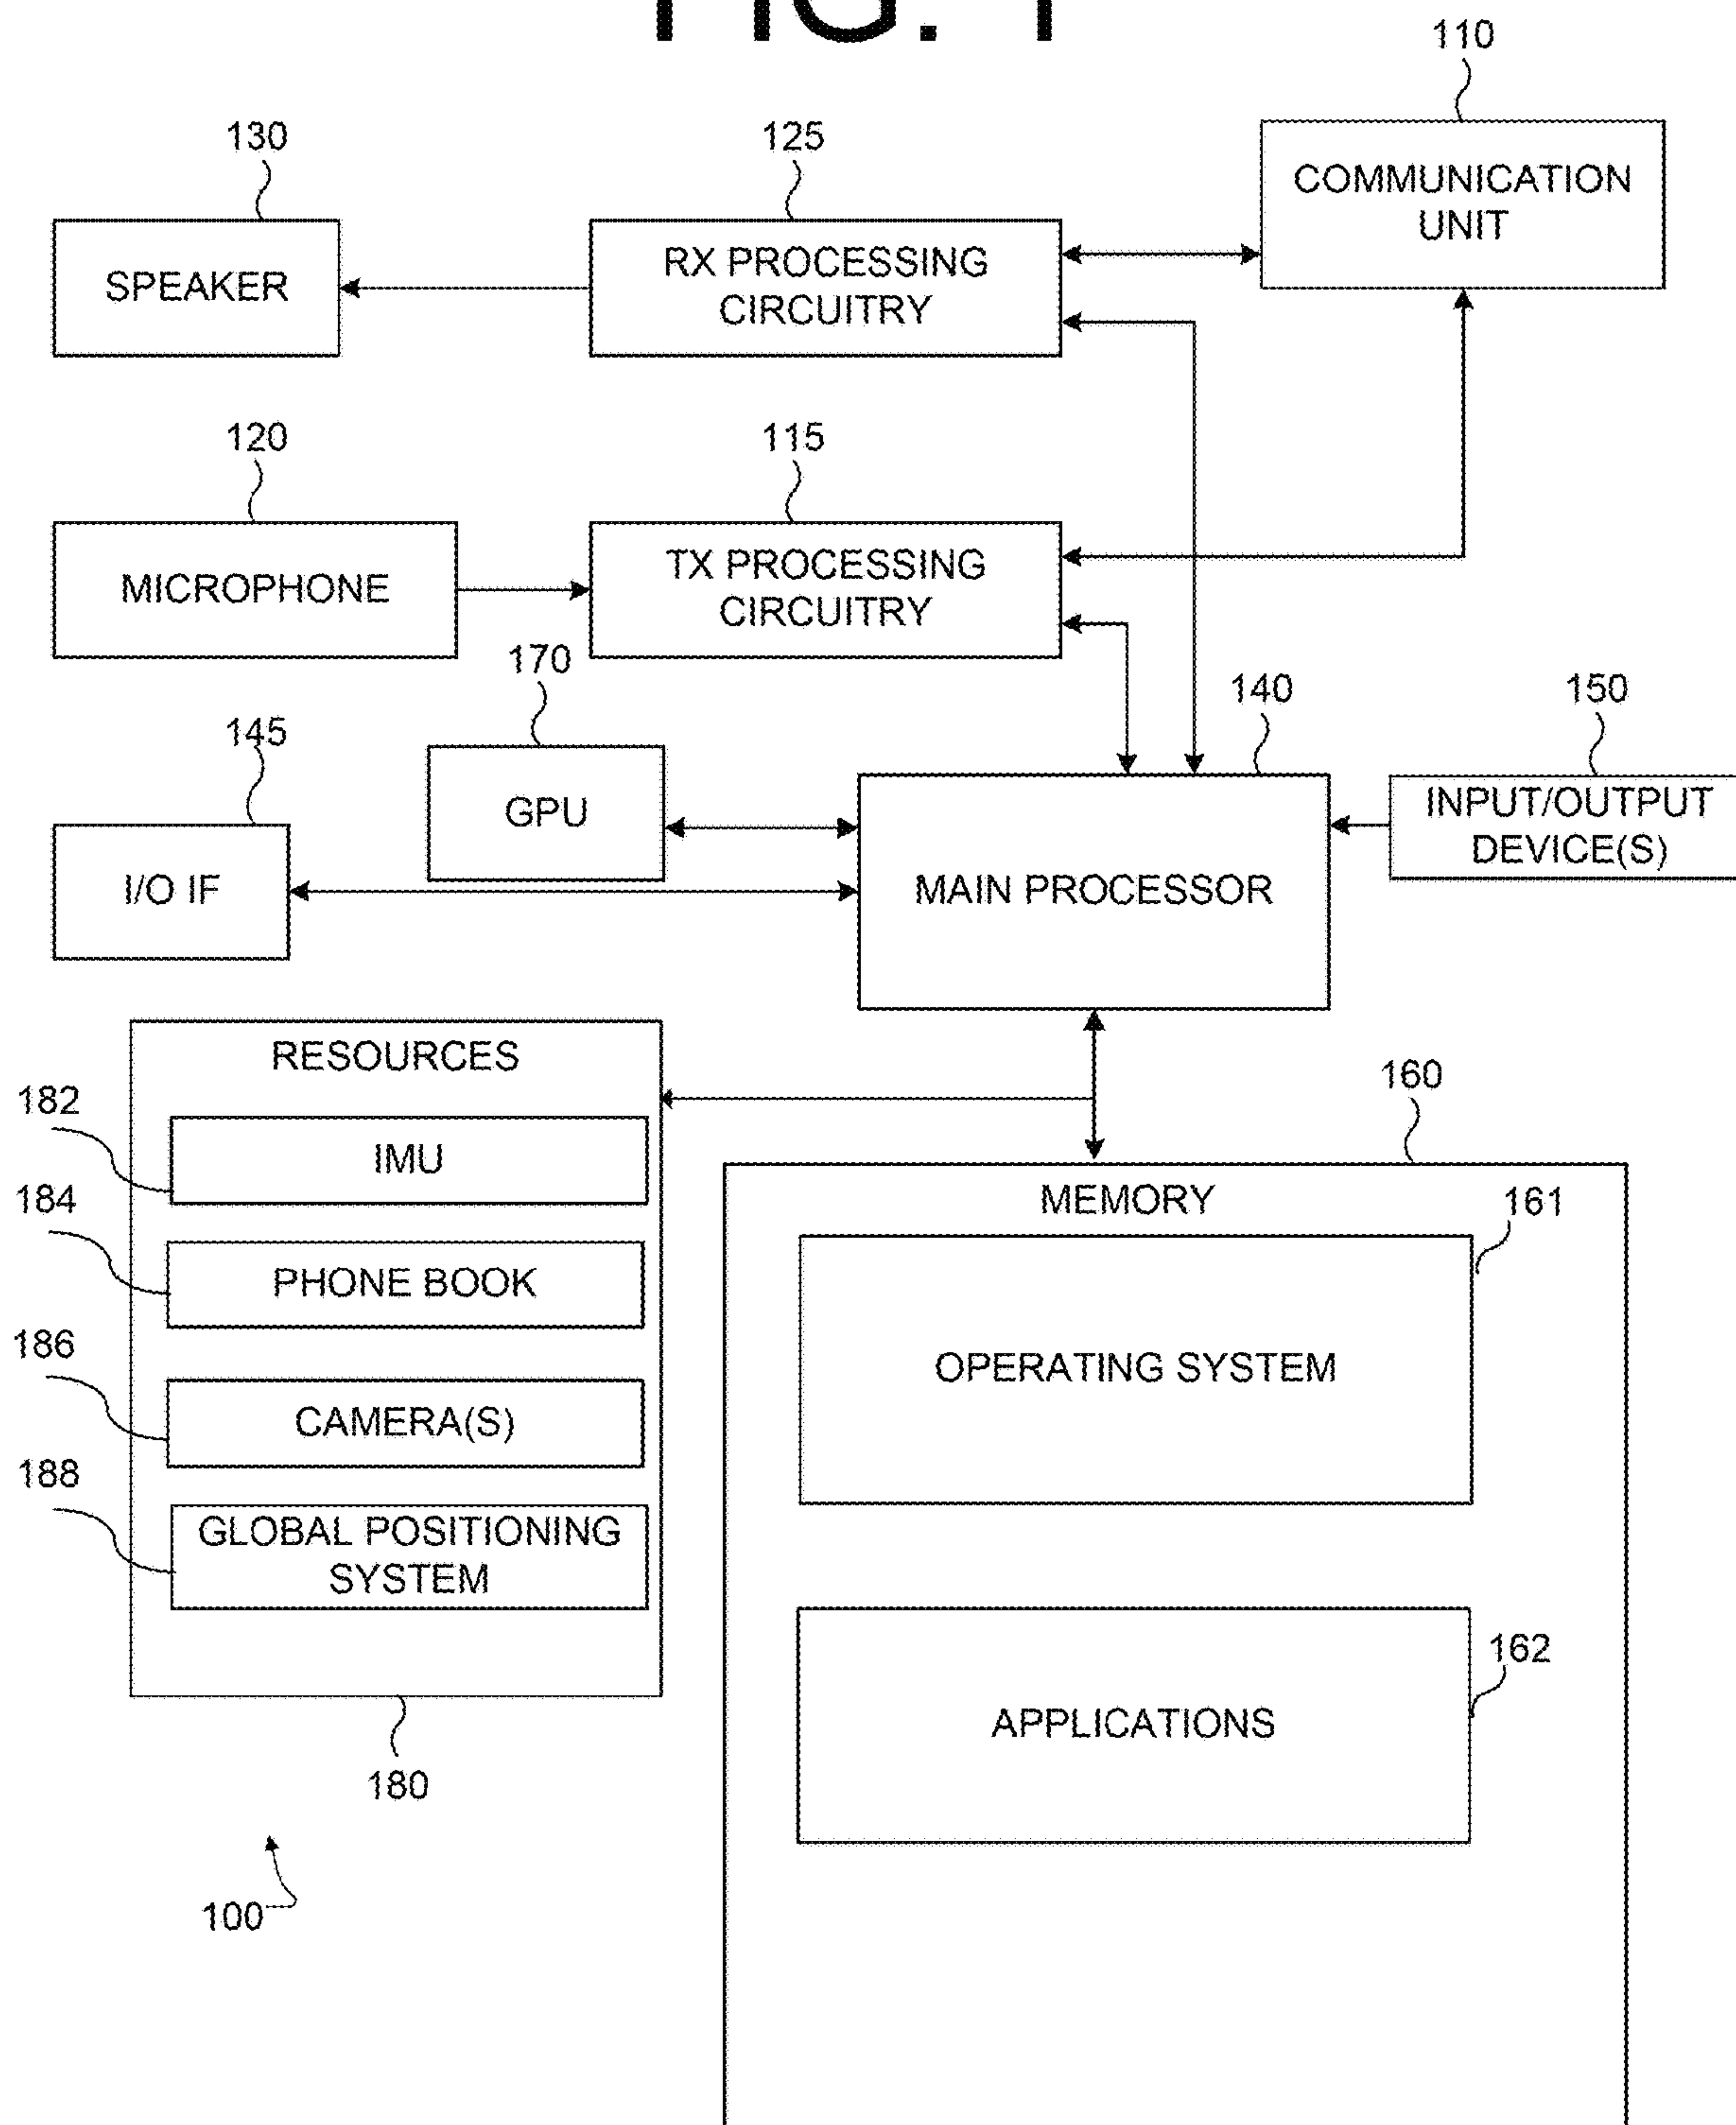 FIG. 1
110
130
125
COMMUNICATION
UNIT
SPEAKER
RX PROCESSING
CIRCUITRY
120
115
MICROPHONE
TX PROCESSING
CIRCUITRY
170
140
150
145
GPU
INPUT/OUTPUT
DEVICE(S)
I/O IF
MAIN PROCESSOR
RESOURCES
160
182
IMU
MEMORY
161
184
PHONE BOOK
OPERATING SYSTEM
186
CAMERA(S)
188
GLOBAL POSITIONING
SYSTEM
162
APPLICATIONS
180
100